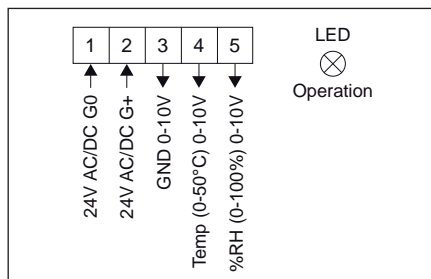 1 2 3 4 5
LED
Operation
24V AC/DC G0
24V AC/DC G+
GND 0-10V
Temp (0-50°C) 0-10V
%RH (0-100%) 0-10V